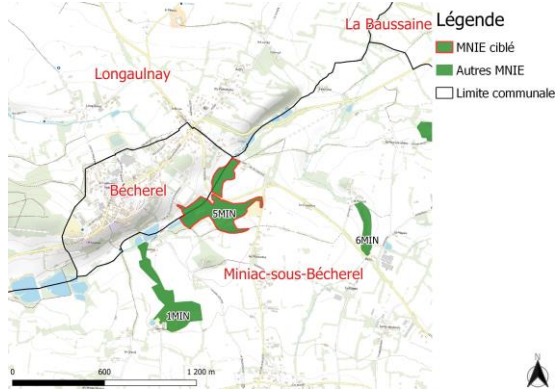 La Baussaine
Légende
MNIE ciblé
Autres MNIE
Limite communale
Longaulnay
Bécherel
5MIN
6MIN
Miniac-sous-Bécherel
1MIN
0 600 1 200 m
N